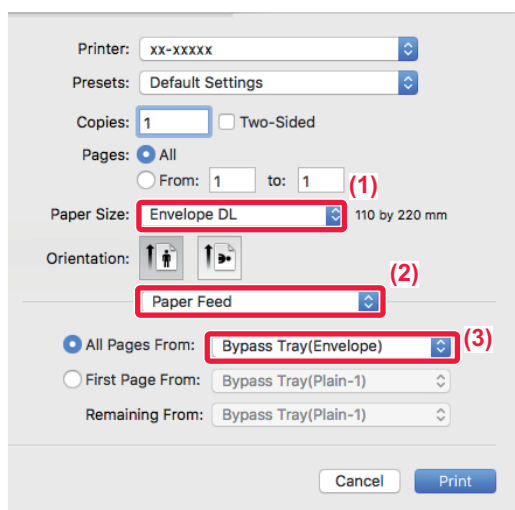 Printer: xx-xxxxx
Presets: Default Settings
Copies: 1 Two-Sided
Pages: All
From: 1 to: 1
(1)
Paper Size: Envelope DL 110 by 220 mm
Orientation:
(2)
Paper Feed
(3)
All Pages From: Bypass Tray(Envelope)
First Page From: Bypass Tray(Plain-1)
Remaining From: Bypass Tray(Plain-1)
Cancel Print